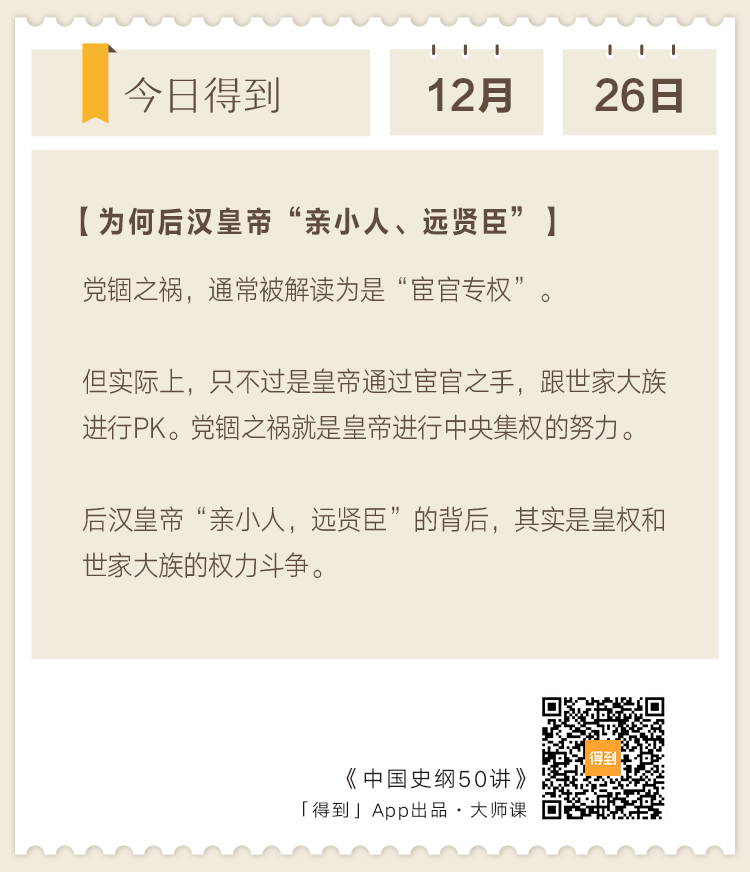 今日得到
12月
26日
【为何后汉皇帝“亲小人、远贤臣”】
党锢之祸，通常被解读为是“宦官专权”。
但实际上，只不过是皇帝通过宦官之手，跟世家大族
进行PK。党锢之祸就是皇帝进行中央集权的努力。
后汉皇帝“亲小人，远贤臣”的背后，其实是皇权和
世家大族的权力斗争。
得到
《中国史纲50讲》
「得到」App出品·大师课